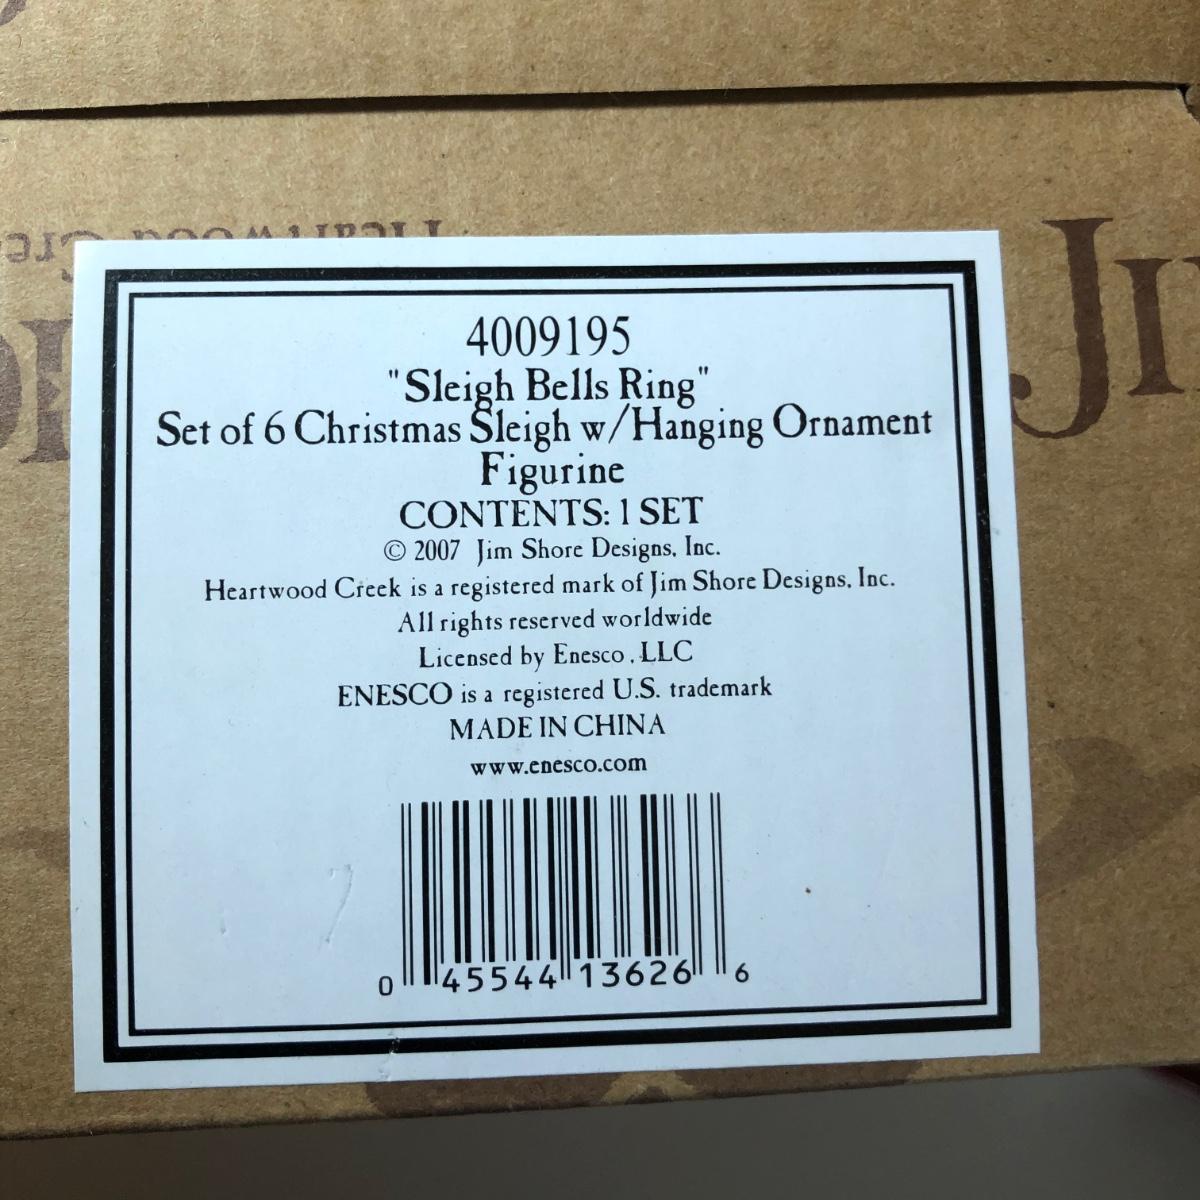 Heartwood
JI
4009195
"Sleigh Bells Ring"
Set of 6 Christmas Sleigh w/Hanging Ornament
Figurine
CONTENTS: 1 SET
© 2007 Jim Shore Designs, Inc.
Heartwood Creek is a registered mark of Jim Shore Designs, Inc.
All rights reserved worldwide
Licensed by Enesco, LLC
ENESCO is a registered U.S. trademark
MADE IN CHINA
www.enesco.com
0 45544 13626 6